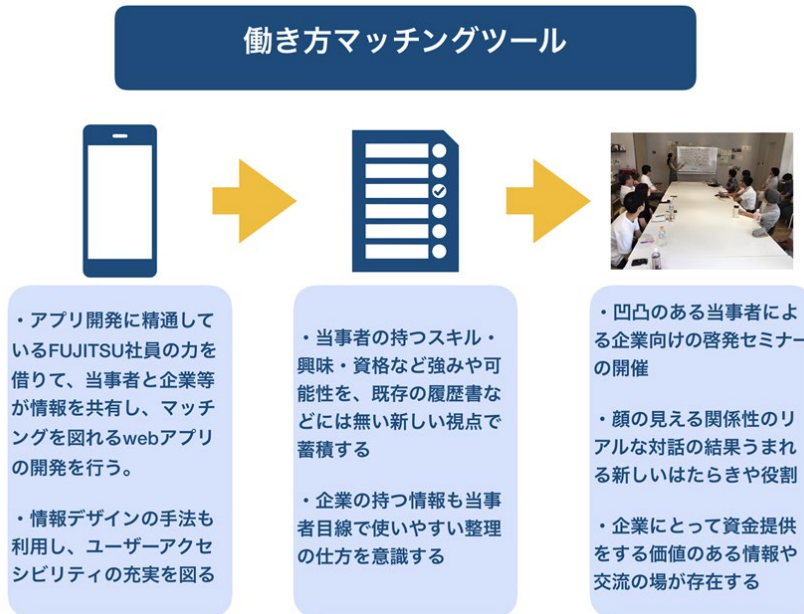 働き方マッチングツール
・アプリ開発に精通して
いるFUJITSU社員の力を
借りて、当事者と企業等
が情報を共有し、マッチ
ングを図れるwebアプリ
の開発を行う。
・情報デザインの手法も
利用し、ユーザーアクセ
シビリティの充実を図る
・当事者の持つスキル・
興味・資格など強みや可
能性を、既存の履歴書な
どには無い新しい視点で
蓄積する
・企業の持つ情報も当事
者目線で使いやすい整理
の仕方を意識する
・凹凸のある当事者によ
る企業向けの啓発セミナー
の開催
・顔の見える関係性のリ
アルな対話の結果うまれ
る新しいはたらきや役割
・企業にとって資金提供
をする価値のある情報や
交流の場が存在する